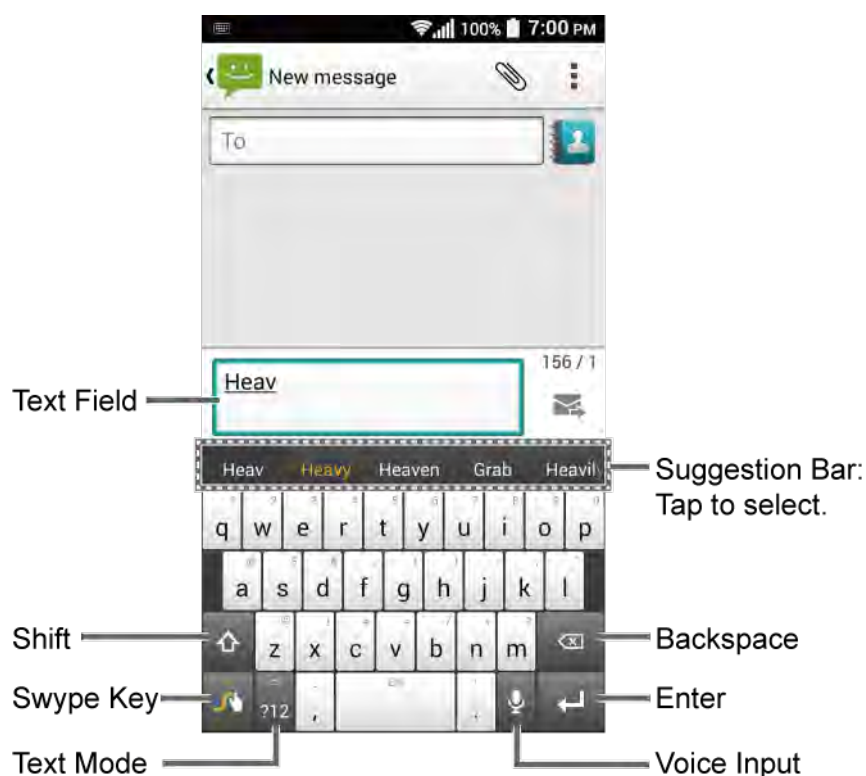 100% 7:00 PM
New message
To
156 / 1
Heav
Text Field
Heav Heavy Heaven Grab Heavil
Suggestion Bar:
Tap to select.
q w e r t y u i o p
a s d f g h j k l
Shift
z x c v b n m
Backspace
Swype Key
?12 , .
Enter
Text Mode
Voice Input